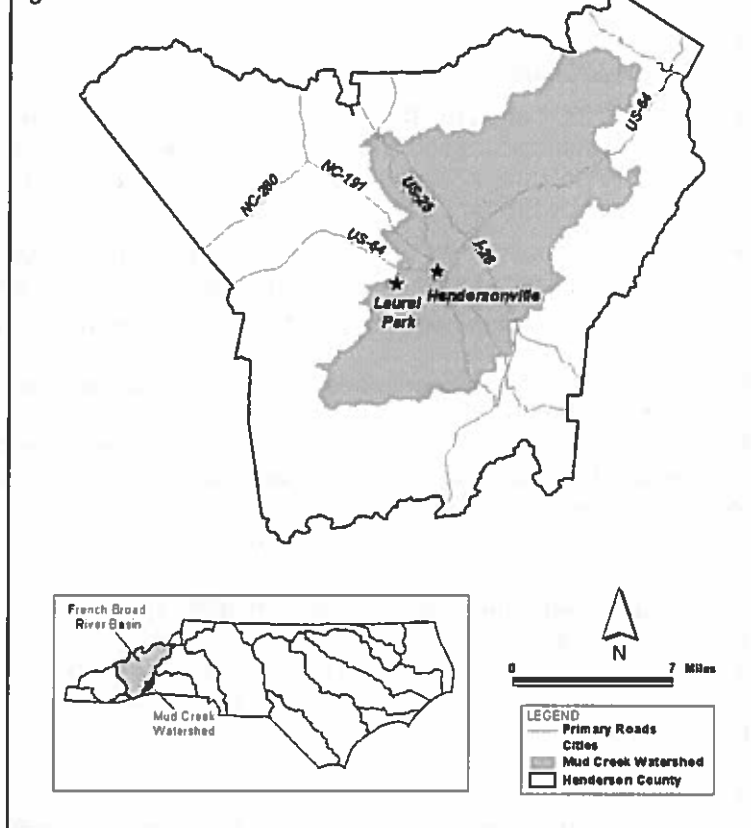 US-64
NC-280
NC-191
US-25
US-64
I-26
Hendersonville
Laurel
Park
French Broad
River Basin
Mud Creek
Watershed
N
0 7 Miles
LEGEND
Primary Roads
Cities
Mud Creek Watershed
Henderson County